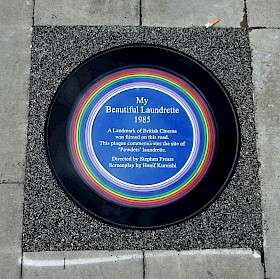 My
Beautiful Laundrette
1985
A Landmark of British Cinema
was filmed on this road.
This plaque commemorates the site of
'Powders' laundrette.
Directed by Stephen Frears
Screenplay by Hanif Kureishi